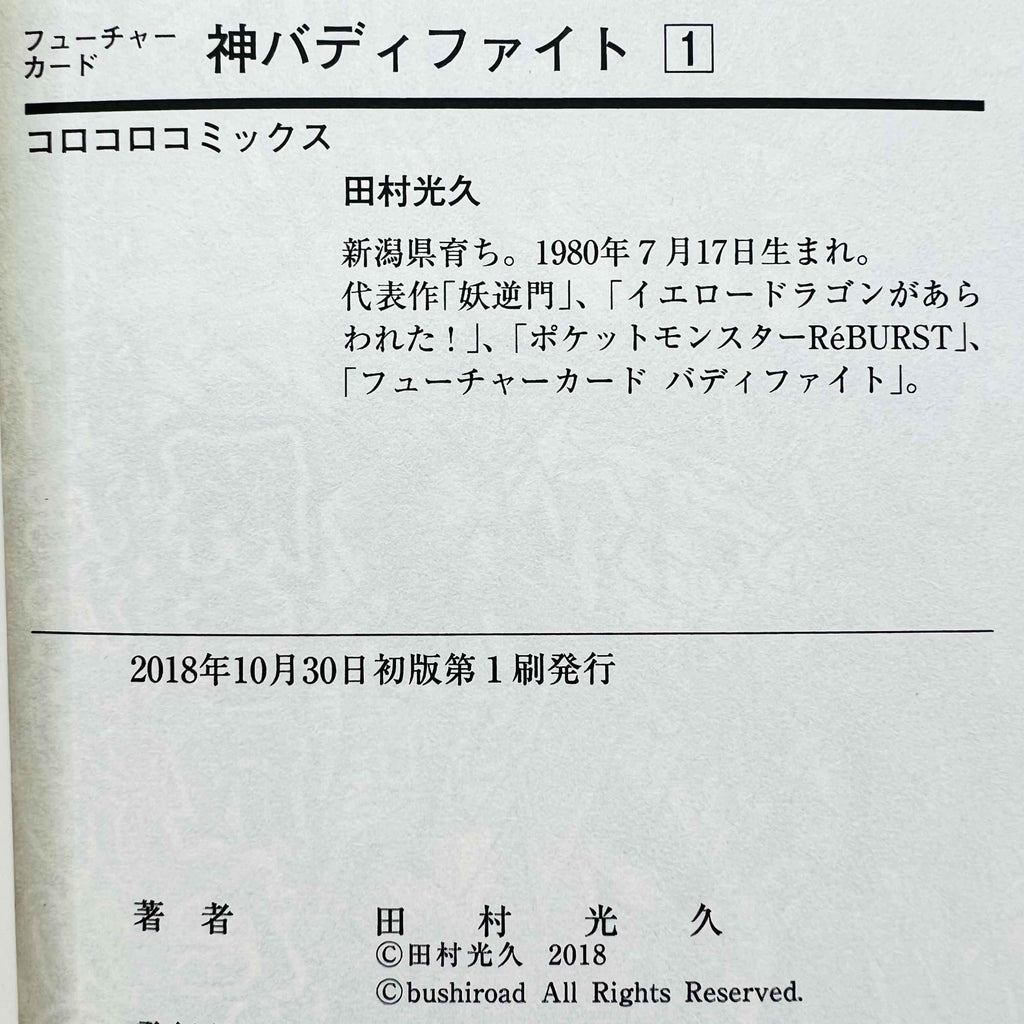 フューチャー
カード 神バディファイト 1
コロコロコミックス
田村光久
新潟県育ち。1980年7月17日生まれ。
代表作「妖逆門」、「イエロードラゴンがあら
われた！」、「ポケットモンスターRéBURST」、
「フューチャーカード バディファイト」。
2018年10月30日初版第1刷発行
著者 田村光久
©田村光久 2018
©bushiroad All Rights Reserved.